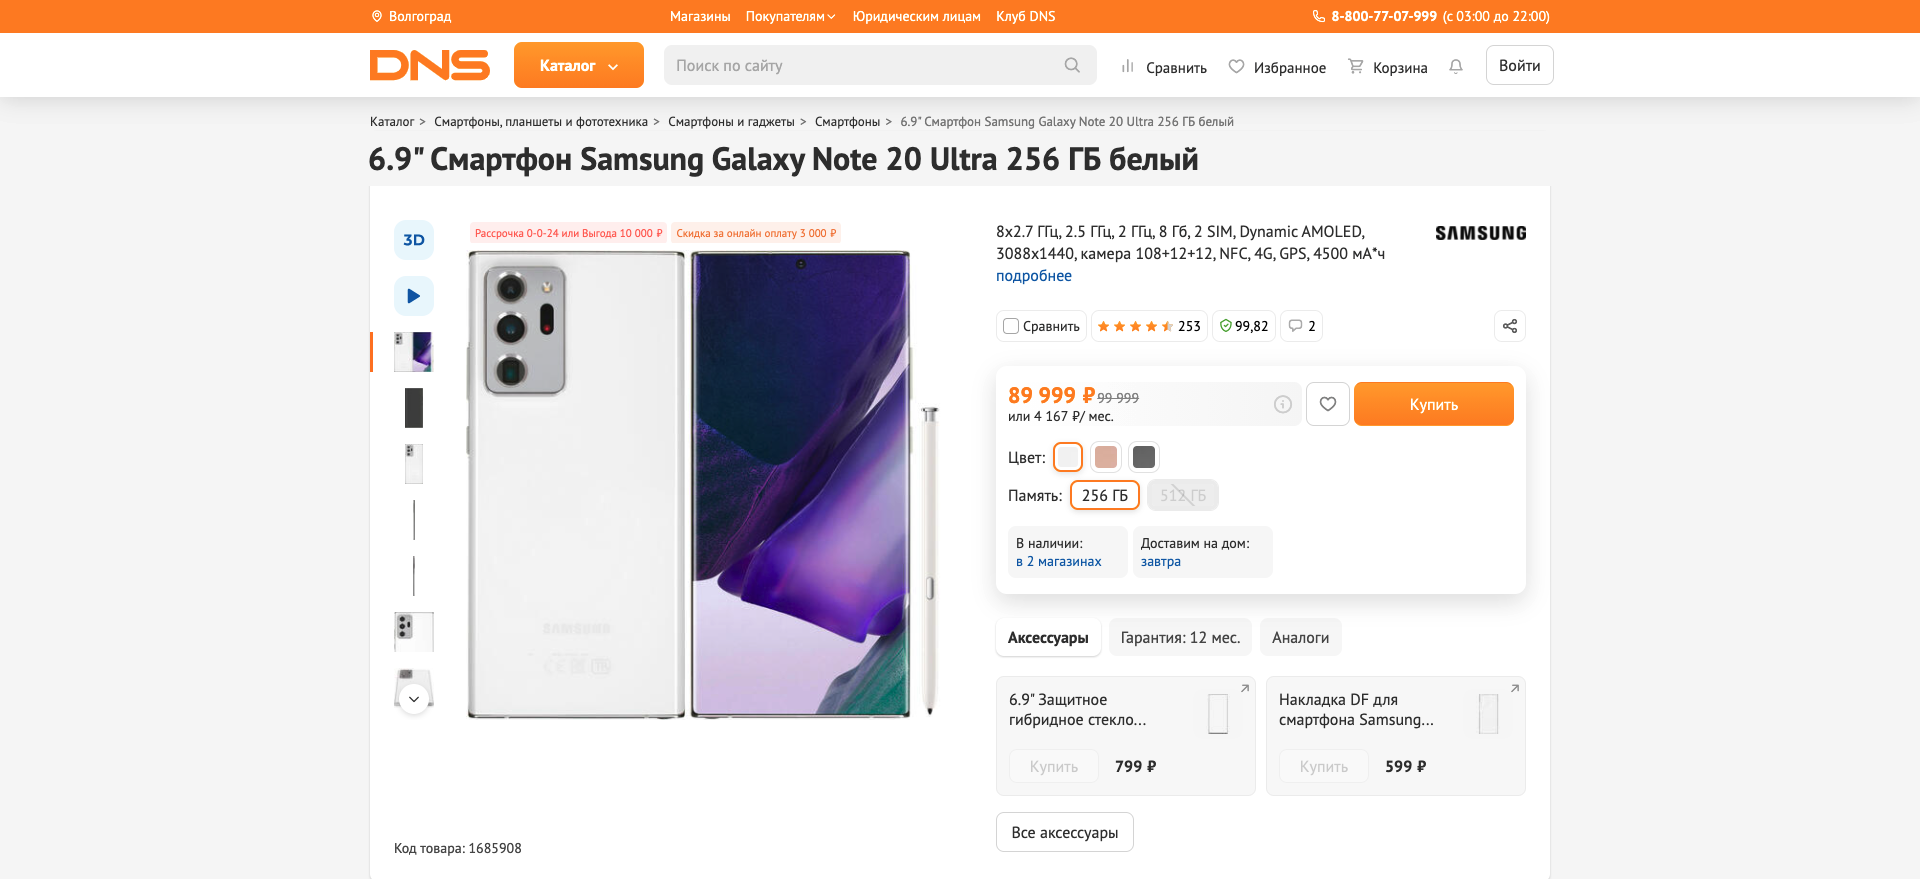 Волгоград
Магазины Покупателям Юридическим лицам Клуб DNS
8-800-77-07-999 (с 03:00 до 22:00)
DNS
Каталог
Поиск по сайту
Сравнить
Избранное
Корзина
Войти
Каталог > Смартфоны, планшеты и фототехника > Смартфоны и гаджеты > Смартфоны > 6.9" Смартфон Samsung Galaxy Note 20 Ultra 256 ГБ белый
6.9" Смартфон Samsung Galaxy Note 20 Ultra 256 ГБ белый
3D
Рассрочка 0-0-24 или Выгода 10 000 ₽
Скидка за онлайн оплату 3 000 ₽
SAMSUNG
Код товара: 1685908
8x2.7 ГГц, 2.5 ГГц, 2 ГГц, 8 Гб, 2 SIM, Dynamic AMOLED,
3088x1440, камера 108+12+12, NFC, 4G, GPS, 4500 мА*ч
подробнее
SAMSUNG
Сравнить
253
99,82
2
89 999 ₽ 99 999
или 4 167 ₽/ мес.
Купить
Цвет:
Память: 256 ГБ 512 ГБ
В наличии:
в 2 магазинах
Доставим на дом:
завтра
Аксессуары
Гарантия: 12 мес.
Аналоги
6.9" Защитное
гибридное стекло...
Купить 799 ₽
Накладка DF для
смартфона Samsung...
Купить 599 ₽
Все аксессуары